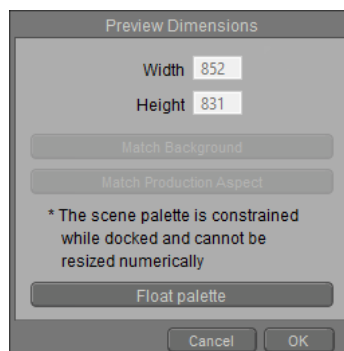 Preview Dimensions
Width 852
Height 831
Match Background
Match Production Aspect
* The scene palette is constrained
while docked and cannot be
resized numerically
Float palette
Cancel OK